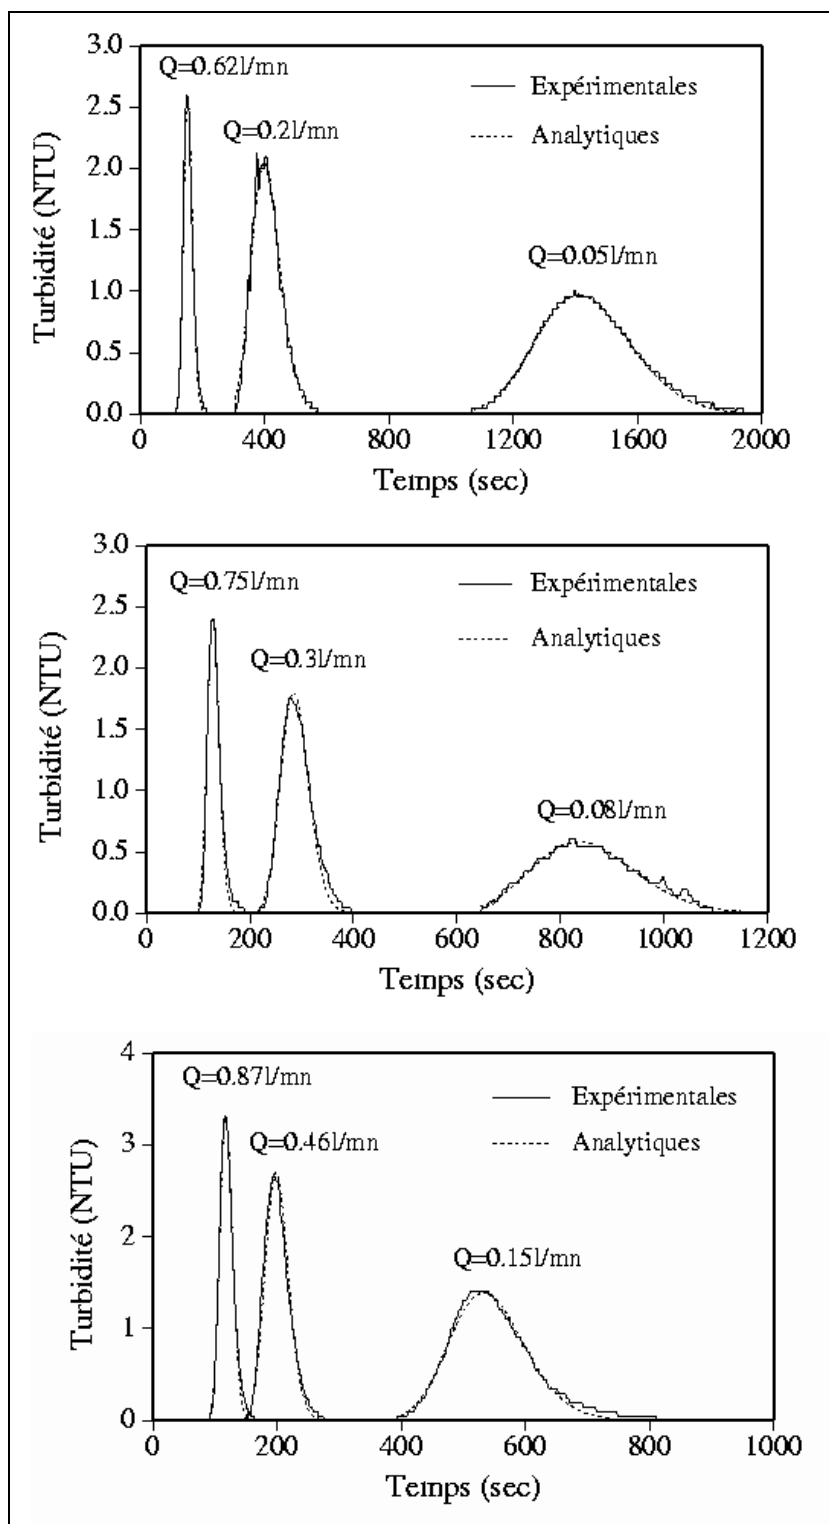 3.0
Q=0.62l/mn
Expérimentales
2.5
Q=0.2l/mn
Analytiques
2.0
Turbidité (NTU)
1.5
Q=0.05l/mn
1.0
0.5
0.0
0 400 800 1200 1600 2000
Temps (sec)
3.0
Q=0.75l/mn
Expérimentales
2.5
Q=0.3l/mn
Analytiques
2.0
Turbidité (NTU)
1.5
1.0
Q=0.08l/mn
0.5
0.0
0 200 400 600 800 1000 1200
Temps (sec)
4
Q=0.87l/mn
Expérimentales
3
Q=0.46l/mn
Analytiques
Turbidité (NTU)
2
Q=0.15l/mn
1
0
0 200 400 600 800 1000
Temps (sec)